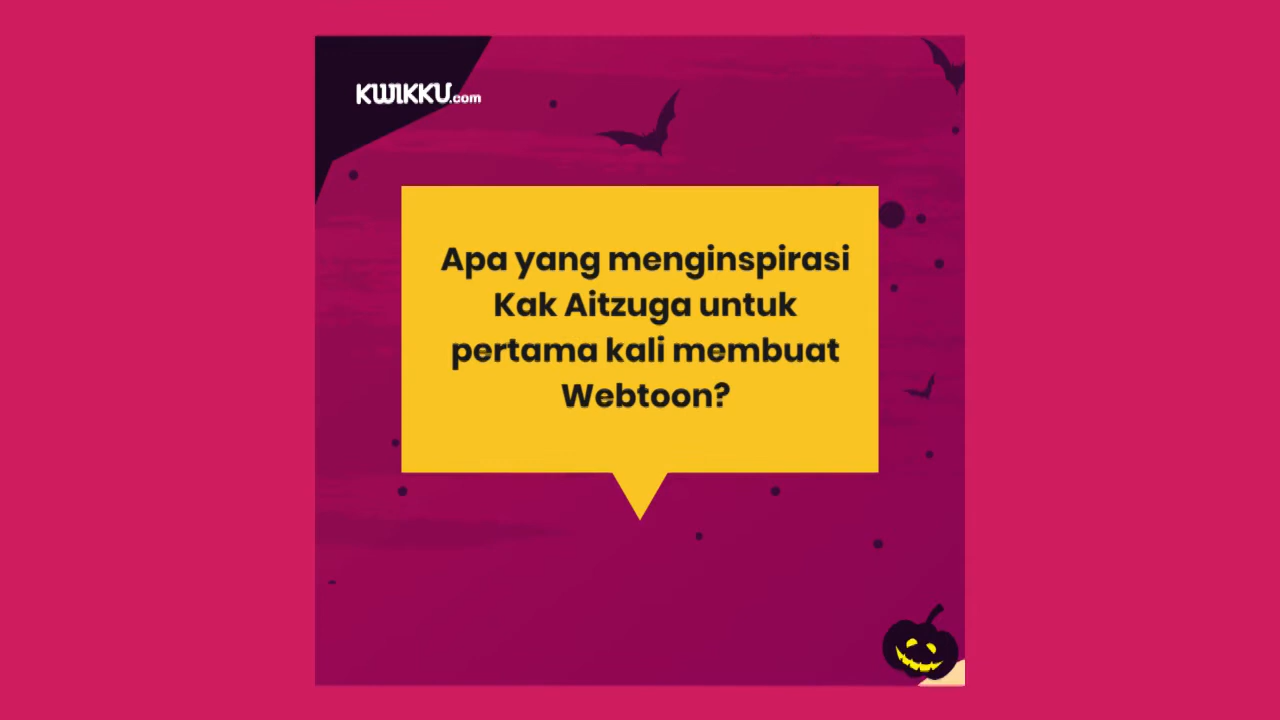 KWIKKU.com
Apa yang menginspirasi
Kak Aitzuga untuk
pertama kali membuat
Webtoon?